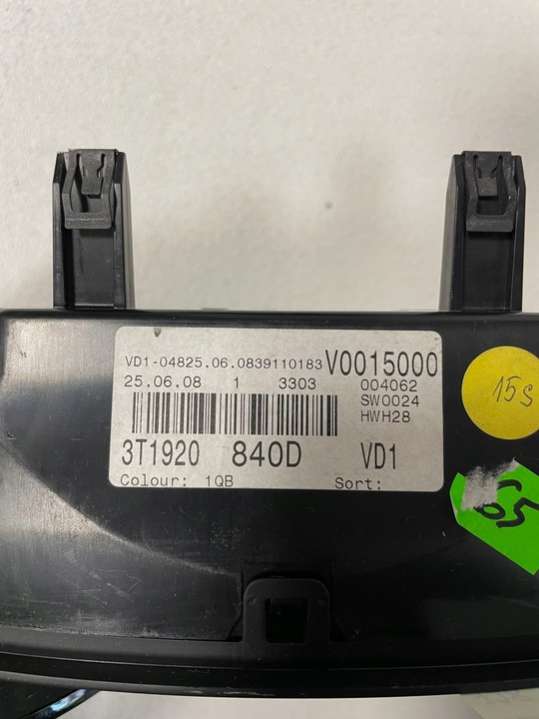 VD1-04825.06.0839110183 V0015000
25.06.08 1 3303 004062
SW0024
HWH28
3T1920 840D VD1
Colour: 1QB Sort:
15S
65